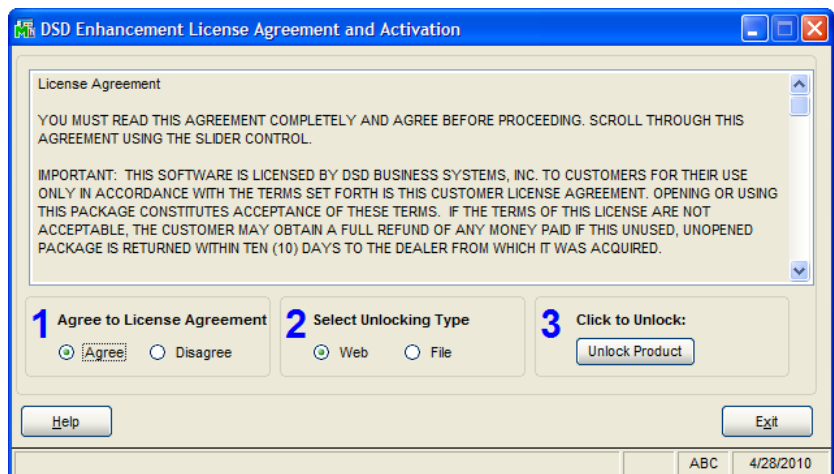 DSD Enhancement License Agreement and Activation
License Agreement
YOU MUST READ THIS AGREEMENT COMPLETELY AND AGREE BEFORE PROCEEDING. SCROLL THROUGH THIS
AGREEMENT USING THE SLIDER CONTROL.
IMPORTANT: THIS SOFTWARE IS LICENSED BY DSD BUSINESS SYSTEMS, INC. TO CUSTOMERS FOR THEIR USE
ONLY IN ACCORDANCE WITH THE TERMS SET FORTH IS THIS CUSTOMER LICENSE AGREEMENT. OPENING OR USING
THIS PACKAGE CONSTITUTES ACCEPTANCE OF THESE TERMS. IF THE TERMS OF THIS LICENSE ARE NOT
ACCEPTABLE, THE CUSTOMER MAY OBTAIN A FULL REFUND OF ANY MONEY PAID IF THIS UNUSED, UNOPENED
PACKAGE IS RETURNED WITHIN TEN (10) DAYS TO THE DEALER FROM WHICH IT WAS ACQUIRED.
1 Agree to License Agreement
Agree Disagree
2 Select Unlocking Type
Web File
3 Click to Unlock:
Unlock Product
Help Exit
ABC 4/28/2010